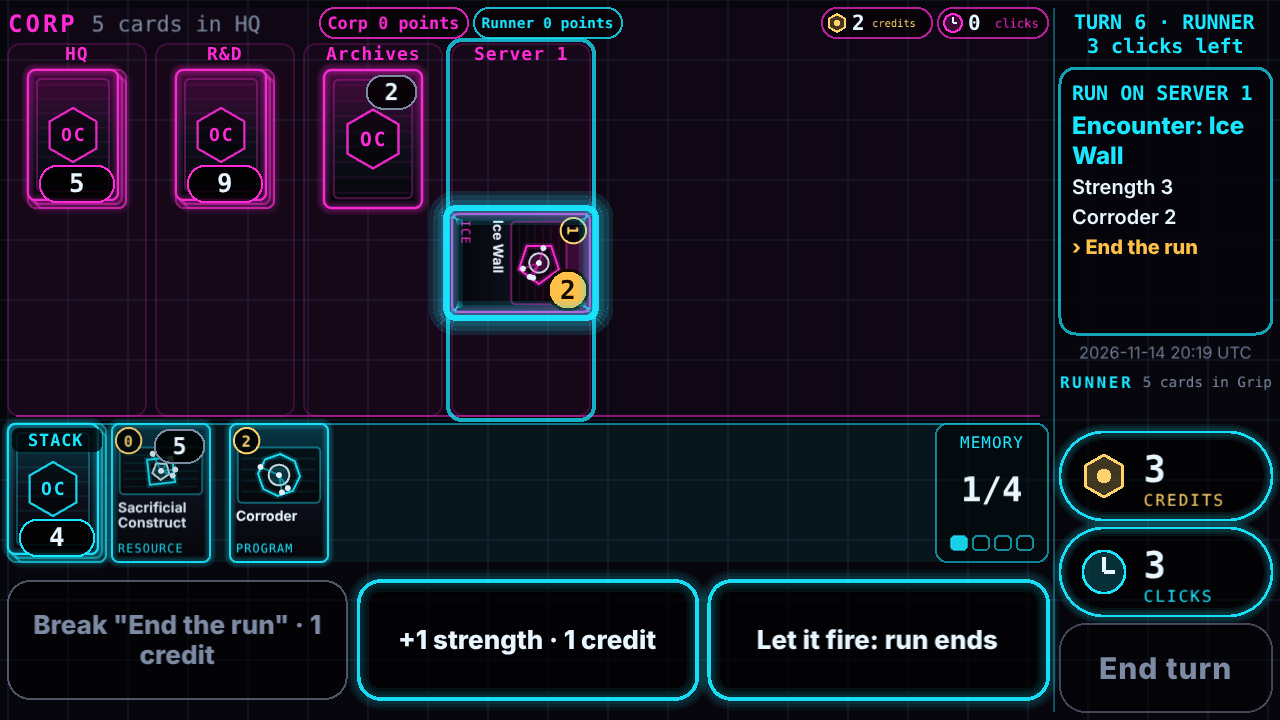 CORP 5 cards in HQ
Corp 0 points
Runner 0 points
2 credits
0 clicks
TURN 6 · RUNNER
3 clicks left
HQ
R&D
Archives
Server 1
OC
5
OC
9
2
OC
ICE
Ice Wall
1
2
RUN ON SERVER 1
Encounter: Ice
Wall
Strength 3
Corroder 2
› End the run
2026-11-14 20:19 UTC
RUNNER 5 cards in Grip
STACK
OC
4
0
5
Sacrificial
Construct
RESOURCE
2
Corroder
PROGRAM
MEMORY
1/4
3
CREDITS
3
CLICKS
Break "End the run" · 1
credit
+1 strength · 1 credit
Let it fire: run ends
End turn